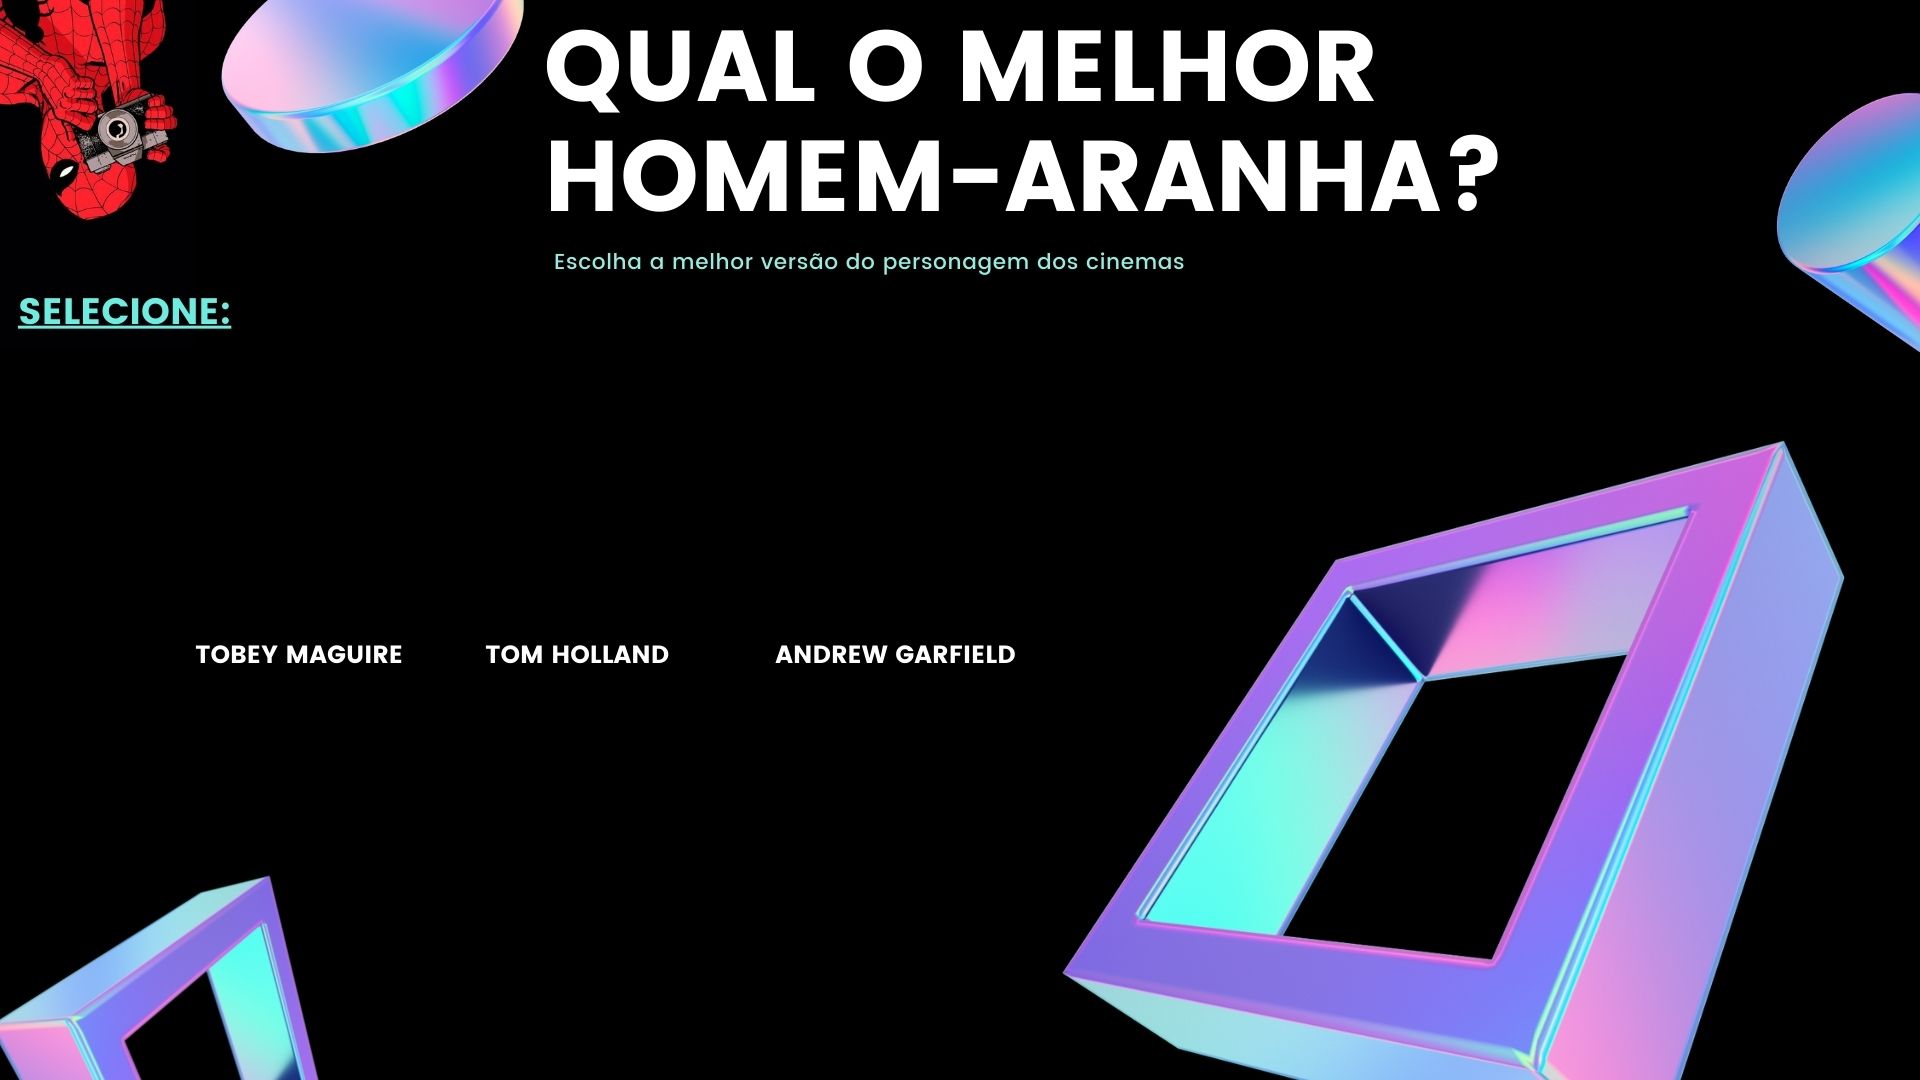 QUAL O MELHOR
HOMEM-ARANHA?
Escolha a melhor versão do personagem dos cinemas
SELECIONE:
TOBEY MAGUIRE
TOM HOLLAND
ANDREW GARFIELD